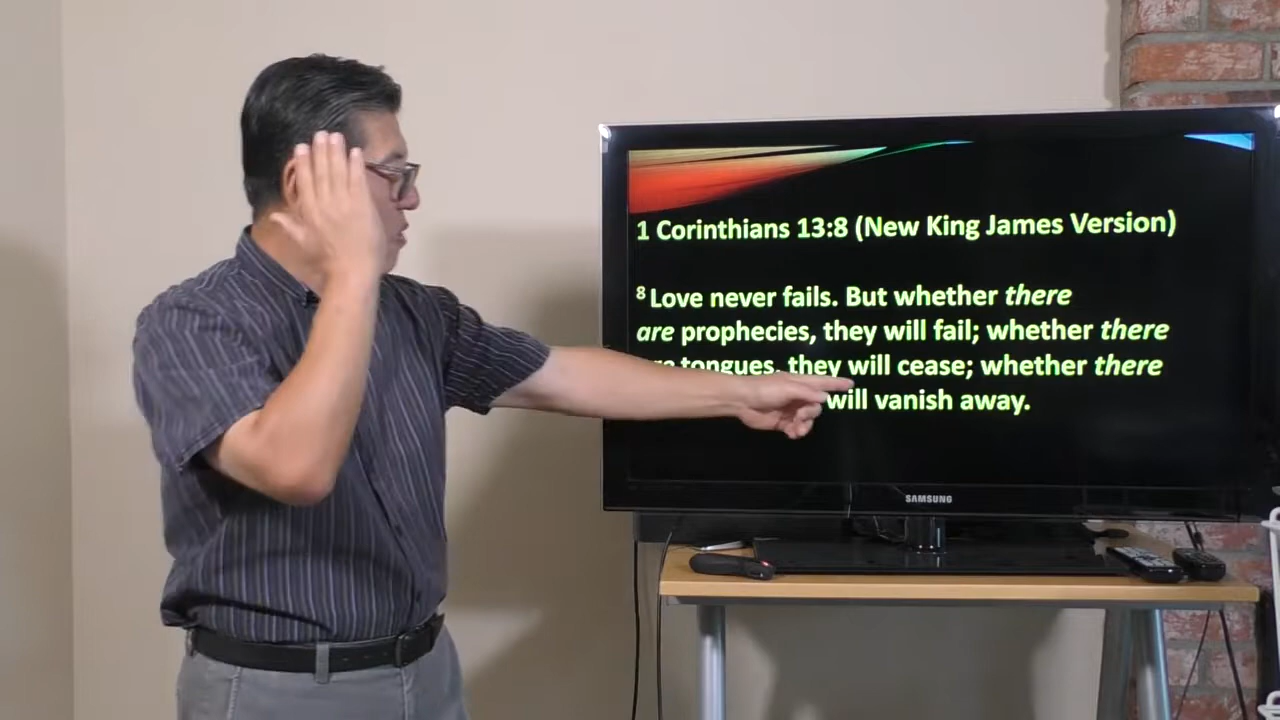 1 Corinthians 13:8 (New King James Version)
8 Love never fails. But whether there
are prophecies, they will fail; whether there
tongues, they will cease; whether there
will vanish away.
SAMSUNG